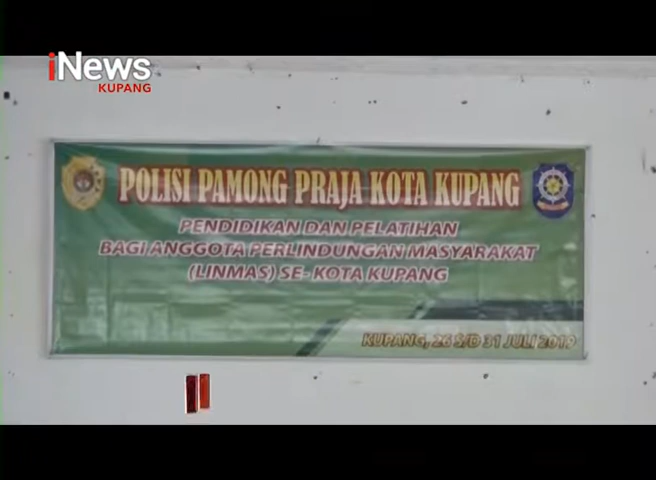 iNews
KUPANG
POLISI PAMONG PRAJA KOTA KUPANG
PENDIDIKAN DAN PELATIHAN
BAGI ANGGOTA PERLINDUNGAN MASYARAKAT
(LINMAS) SE- KOTA KUPANG
KUPANG, 26 S/D 31 JULI 2019